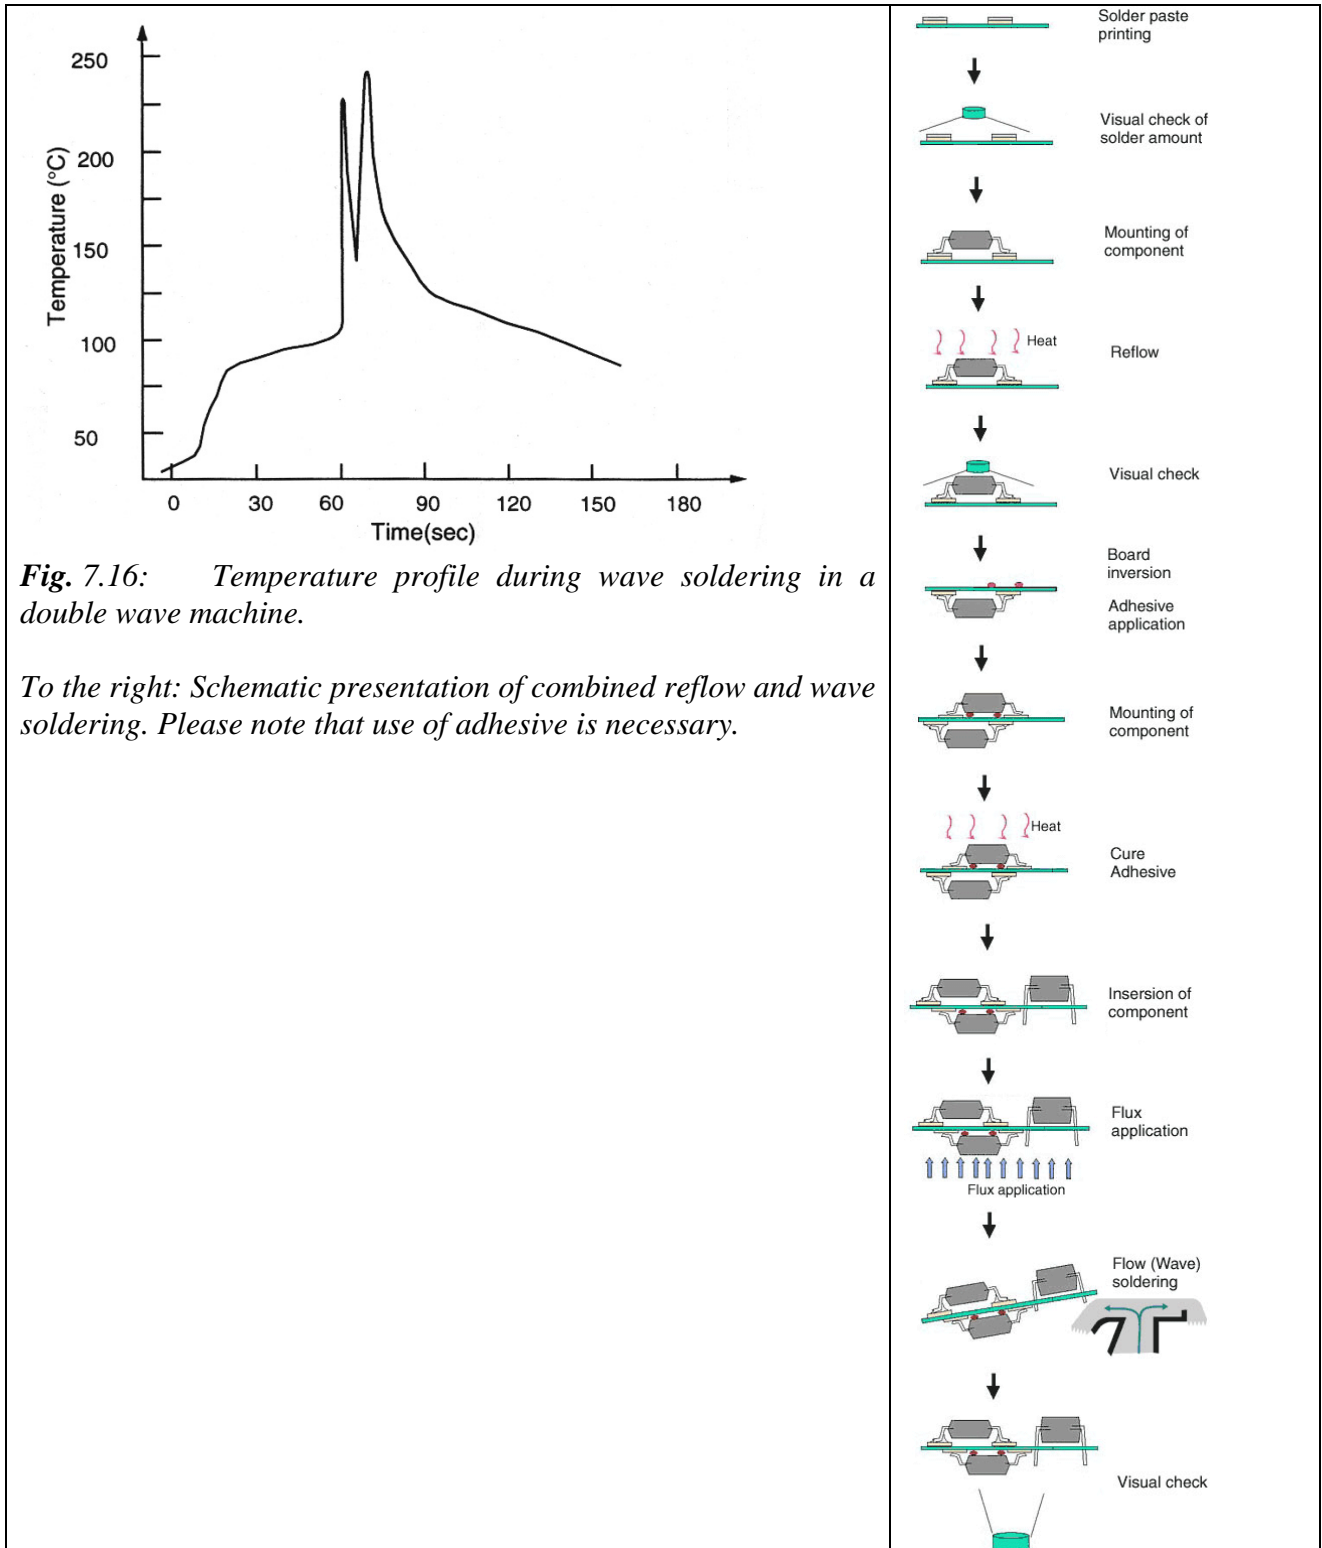 250
200
150
100
50
Temperature (°C)
0 30 60 90 120 150 180
Time(sec)
Fig. 7.16: Temperature profile during wave soldering in a
double wave machine.
To the right: Schematic presentation of combined reflow and wave
soldering. Please note that use of adhesive is necessary.
Solder paste
printing
Visual check of
solder amount
Mounting of
component
Heat
Reflow
Visual check
Board
inversion
Adhesive
application
Mounting of
component
Heat
Cure
Adhesive
Insersion of
component
Flux
application
Flux application
Flow (Wave)
soldering
Visual check